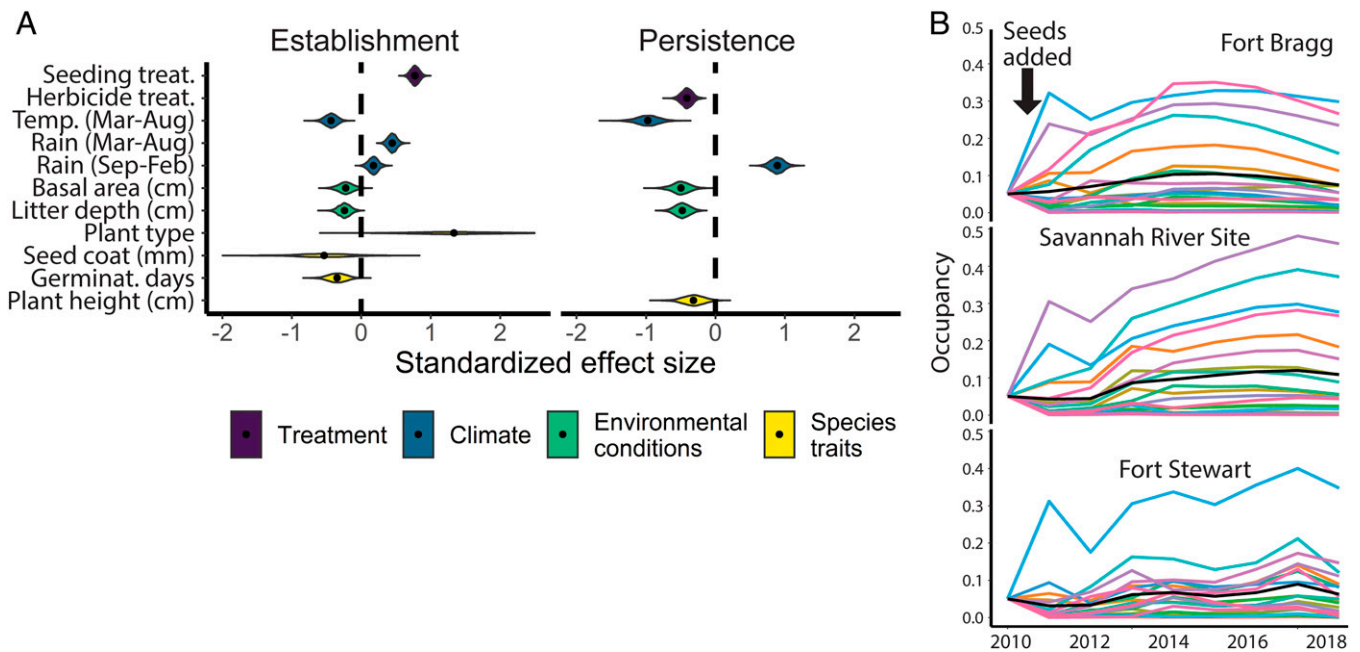 A
Establishment
Persistence
Seeding treat.
Herbicide treat.
Temp. (Mar-Aug)
Rain (Mar-Aug)
Rain (Sep-Feb)
Basal area (cm)
Litter depth (cm)
Plant type
Seed coat (mm)
Germinat. days
Plant height (cm)
-2 -1 0 1 2
-2 -1 0 1 2
Standardized effect size
Treatment
Climate
Environmental
conditions
Species
traits
B
Seeds
added
Fort Bragg
0.5
0.4
0.3
0.2
0.1
0.0
Savannah River Site
0.5
0.4
0.3
0.2
0.1
0.0
Occupancy
Fort Stewart
0.5
0.4
0.3
0.2
0.1
0.0
2010 2012 2014 2016 2018